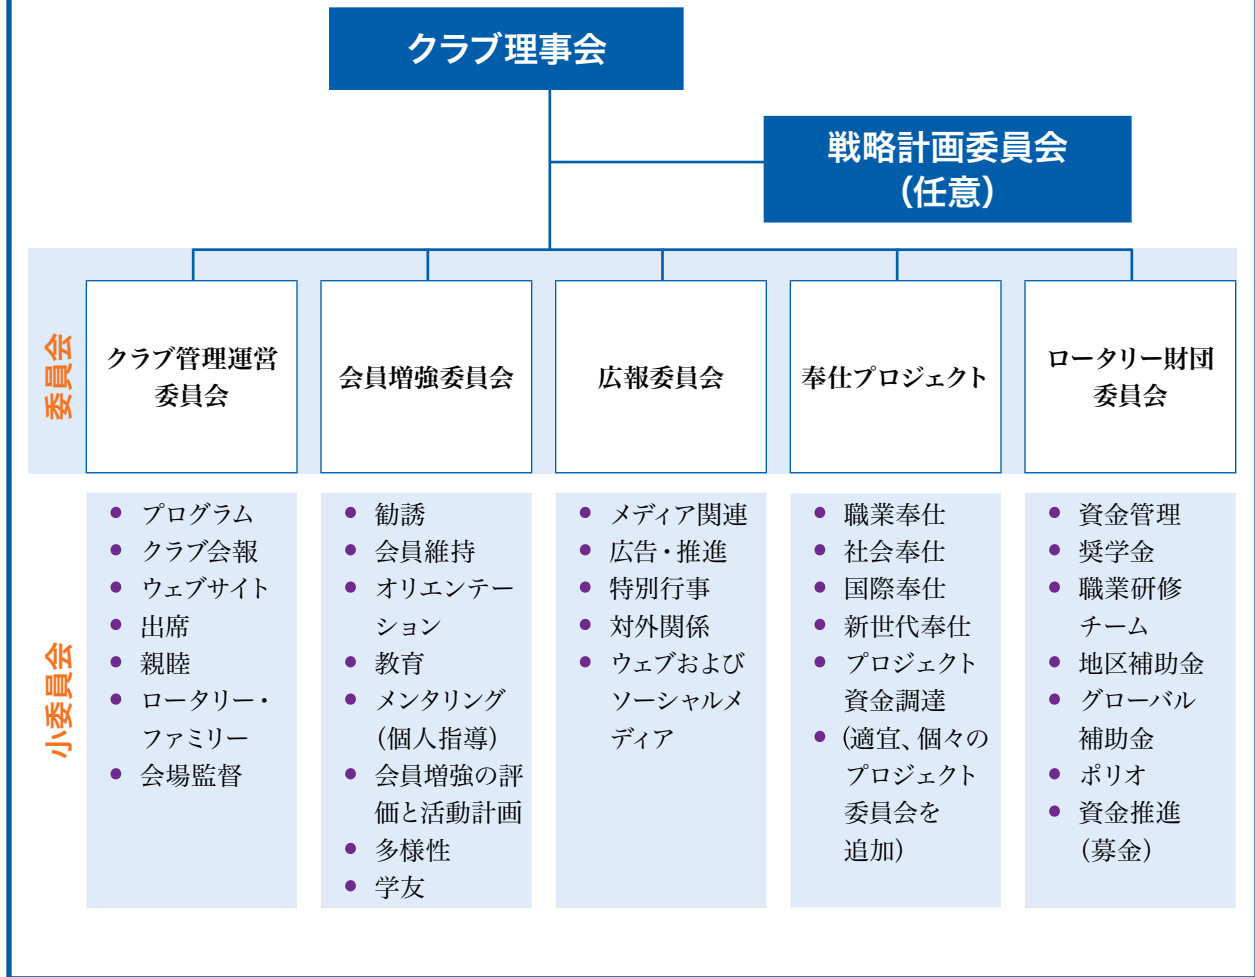 クラブ理事会
戦略計画委員会
(任意)
委員会
クラブ管理運営
委員会
会員増強委員会
広報委員会
奉仕プロジェクト
ロータリー財団
委員会
小委員会
• プログラム
• クラブ会報
• ウェブサイト
• 出席
• 親睦
• ロータリー・
ファミリー
• 会場監督
• 勧誘
• 会員維持
• オリエンテー
ション
• 教育
• メンタリング
(個人指導)
• 会員増強の評
価と活動計画
• 多様性
• 学友
• メディア関連
• 広告・推進
• 特別行事
• 対外関係
• ウェブおよび
ソーシャルメ
ディア
• 職業奉仕
• 社会奉仕
• 国際奉仕
• 新世代奉仕
• プロジェクト
資金調達
• (適宜、個々の
プロジェクト
委員会を
追加)
• 資金管理
• 奨学金
• 職業研修
チーム
• 地区補助金
• グローバル
補助金
• ポリオ
• 資金推進
(募金)